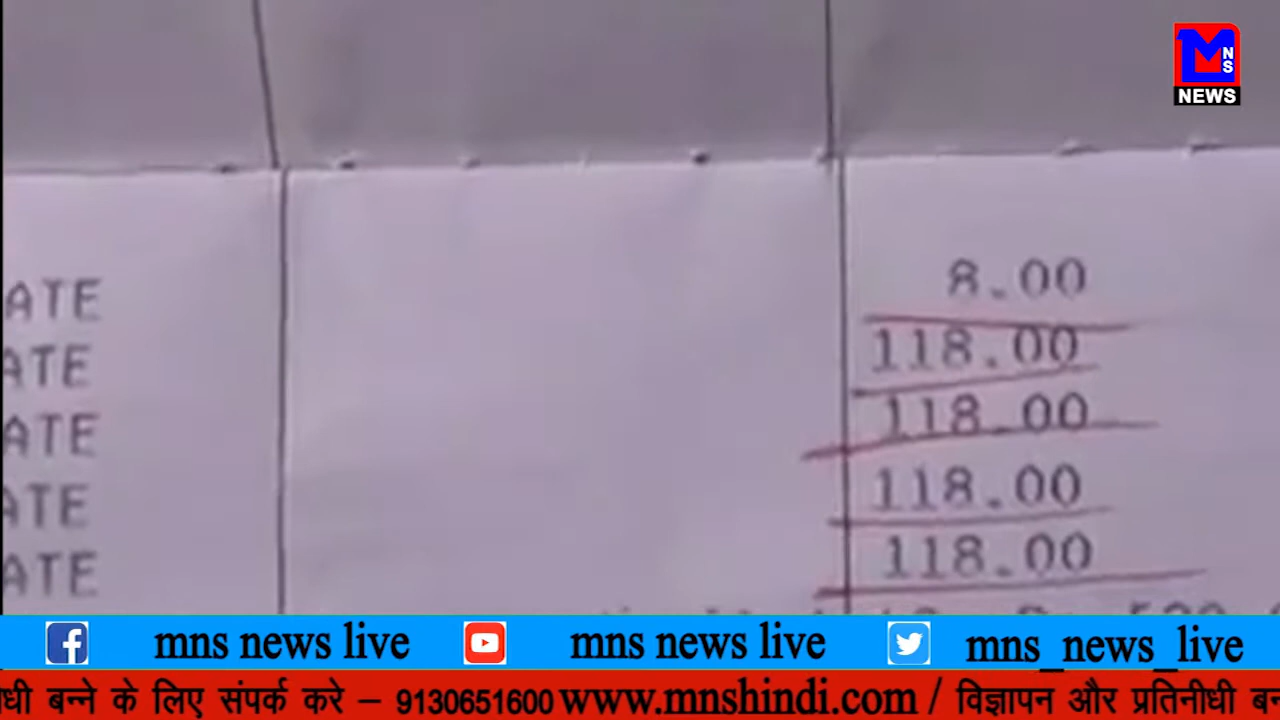 M
NS
NEWS
ATE 8.00
ATE 118.00
ATE 118.00
ATE 118.00
ATE 118.00
mns news live mns news live mns_news_live
बन्ने के लिए संपर्क करे – 9130651600 www.mnshindi.com / विज्ञापन और प्रतिनीधी